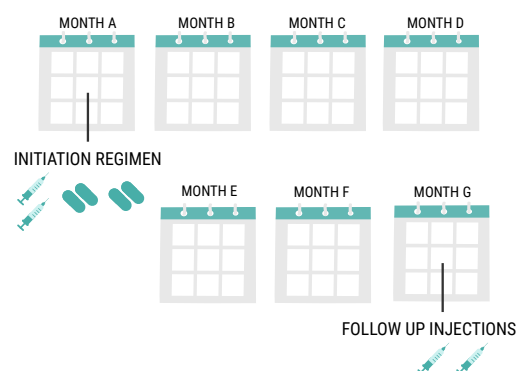 MONTH A
MONTH B
MONTH C
MONTH D
INITIATION REGIMEN
MONTH E
MONTH F
MONTH G
FOLLOW UP INJECTIONS